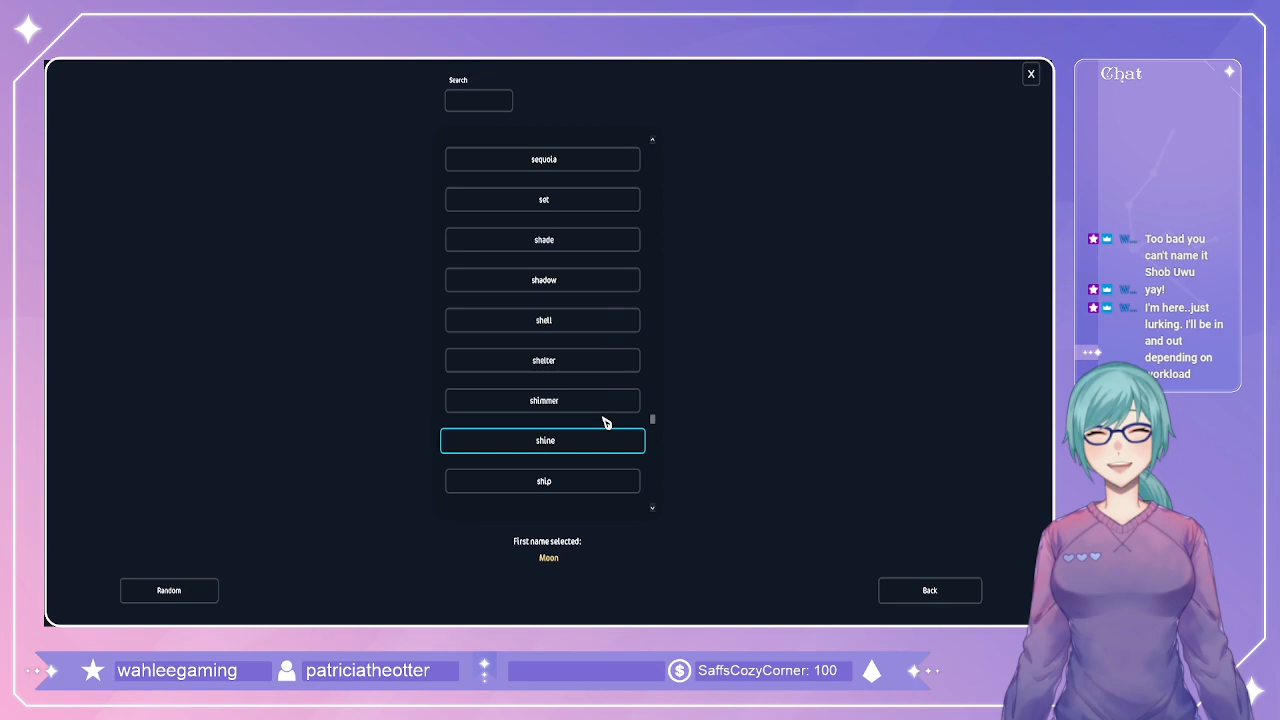 Search
X
sequoia
set
shade
shadow
shell
shelter
shimmer
shine
ship
First name selected:
Moon
Random
Back
Chat
W... Too bad you
can't name it
Shob Uwu
W... yay!
W... I'm here..just
lurking. I'll be in
and out
depending on
workload
wahleegaming
patriciatheotter
$ SaffsCozyCorner: 100